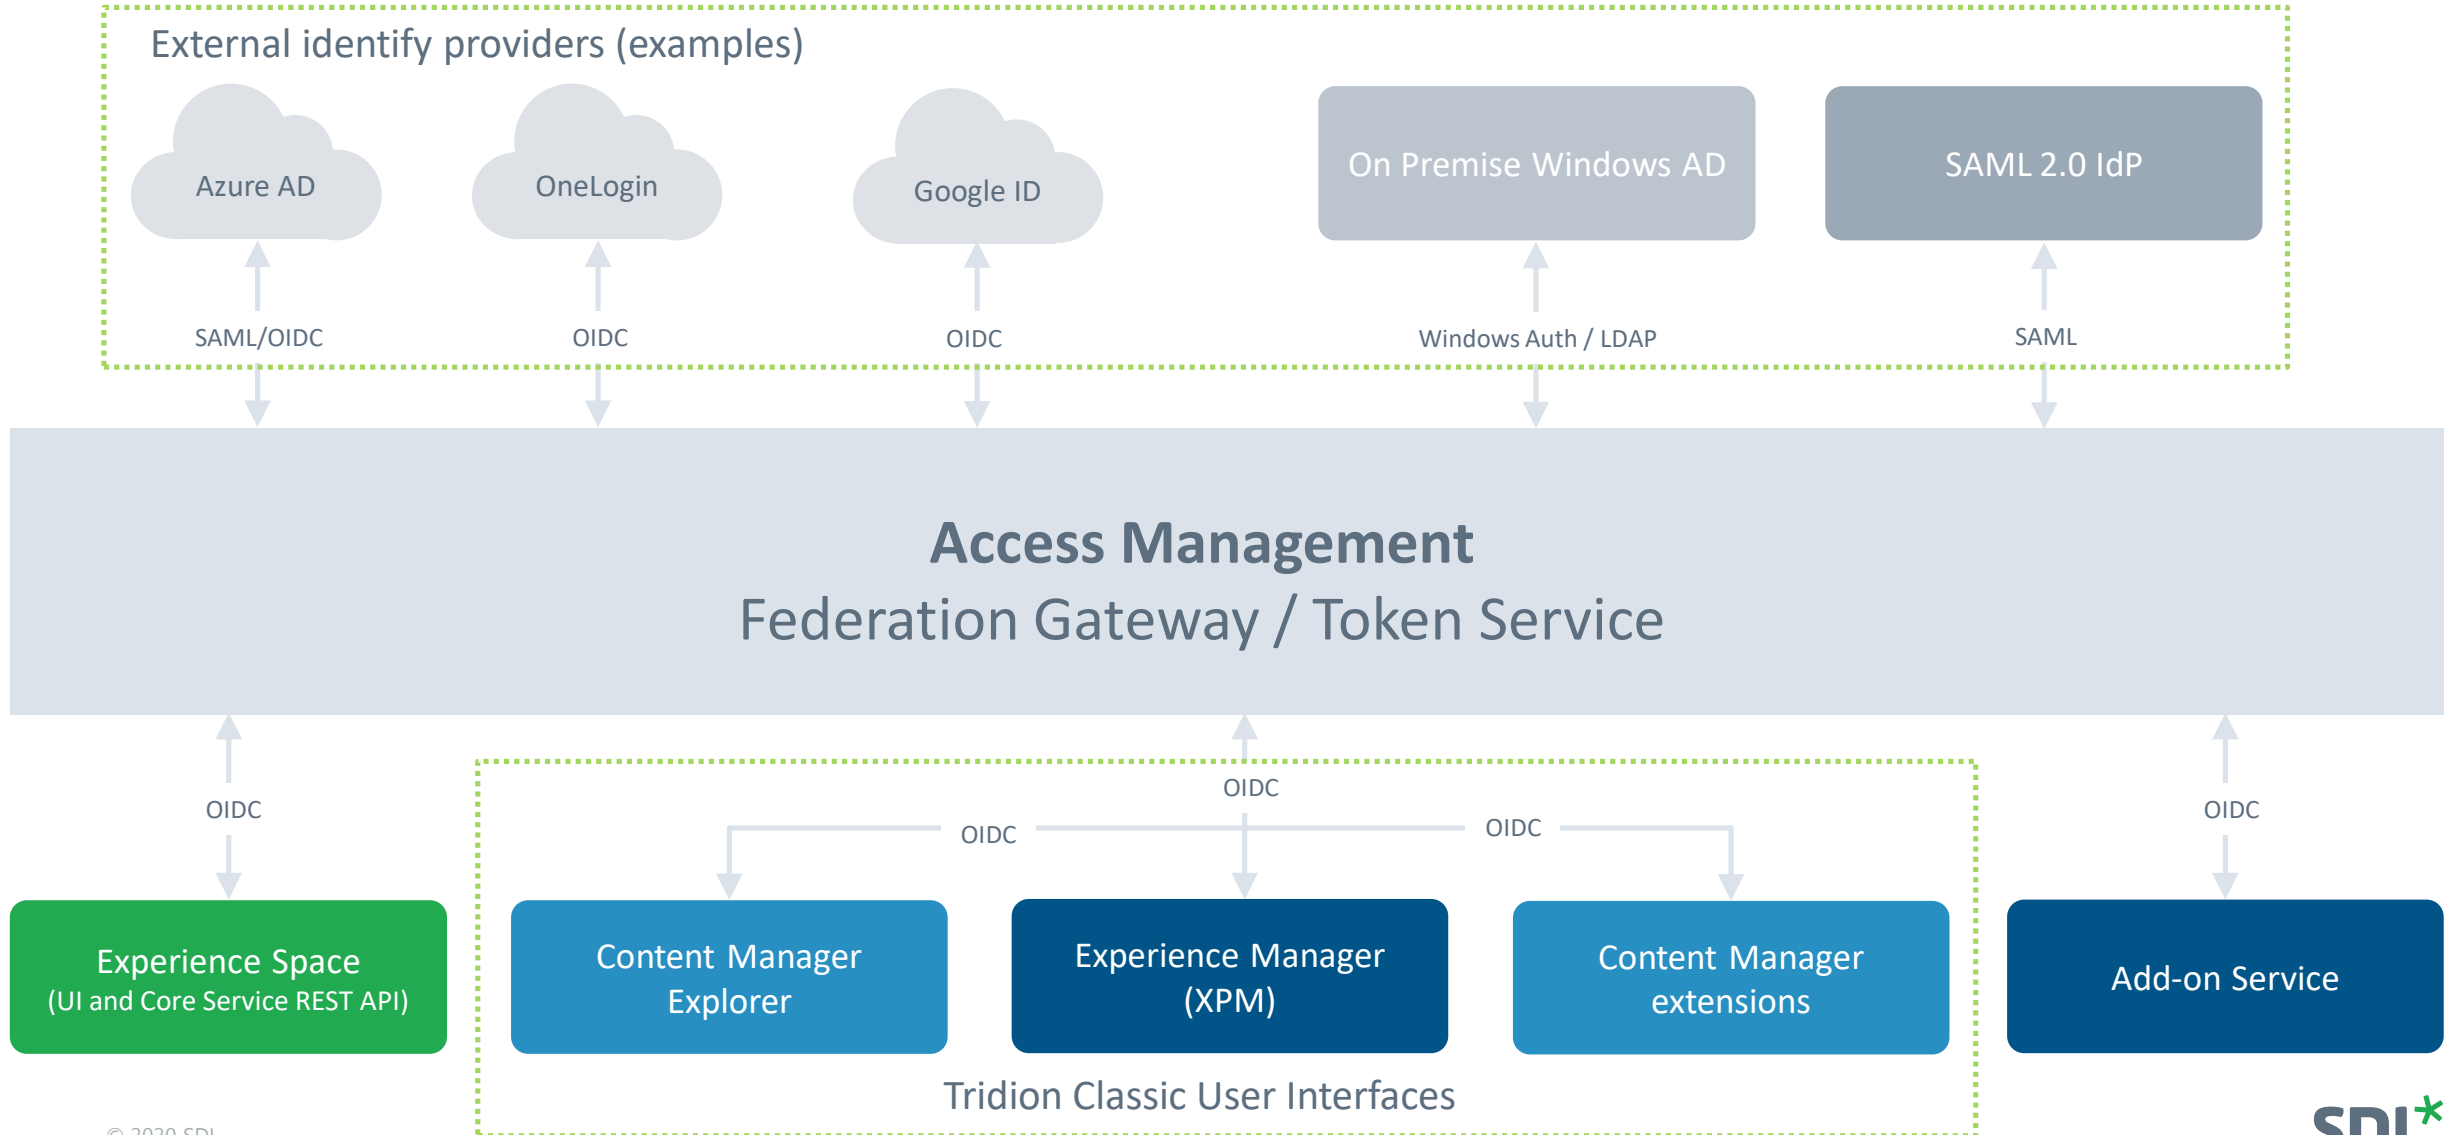 External identify providers (examples)
Azure AD
OneLogin
Google ID
On Premise Windows AD
SAML 2.0 IdP
SAML/OIDC
OIDC
OIDC
Windows Auth / LDAP
SAML
Access Management
Federation Gateway / Token Service
OIDC
OIDC
OIDC
OIDC
OIDC
Experience Space
(UI and Core Service REST API)
Content Manager
Explorer
Experience Manager
(XPM)
Content Manager
extensions
Add-on Service
Tridion Classic User Interfaces
© 2020 SDL
SDL*